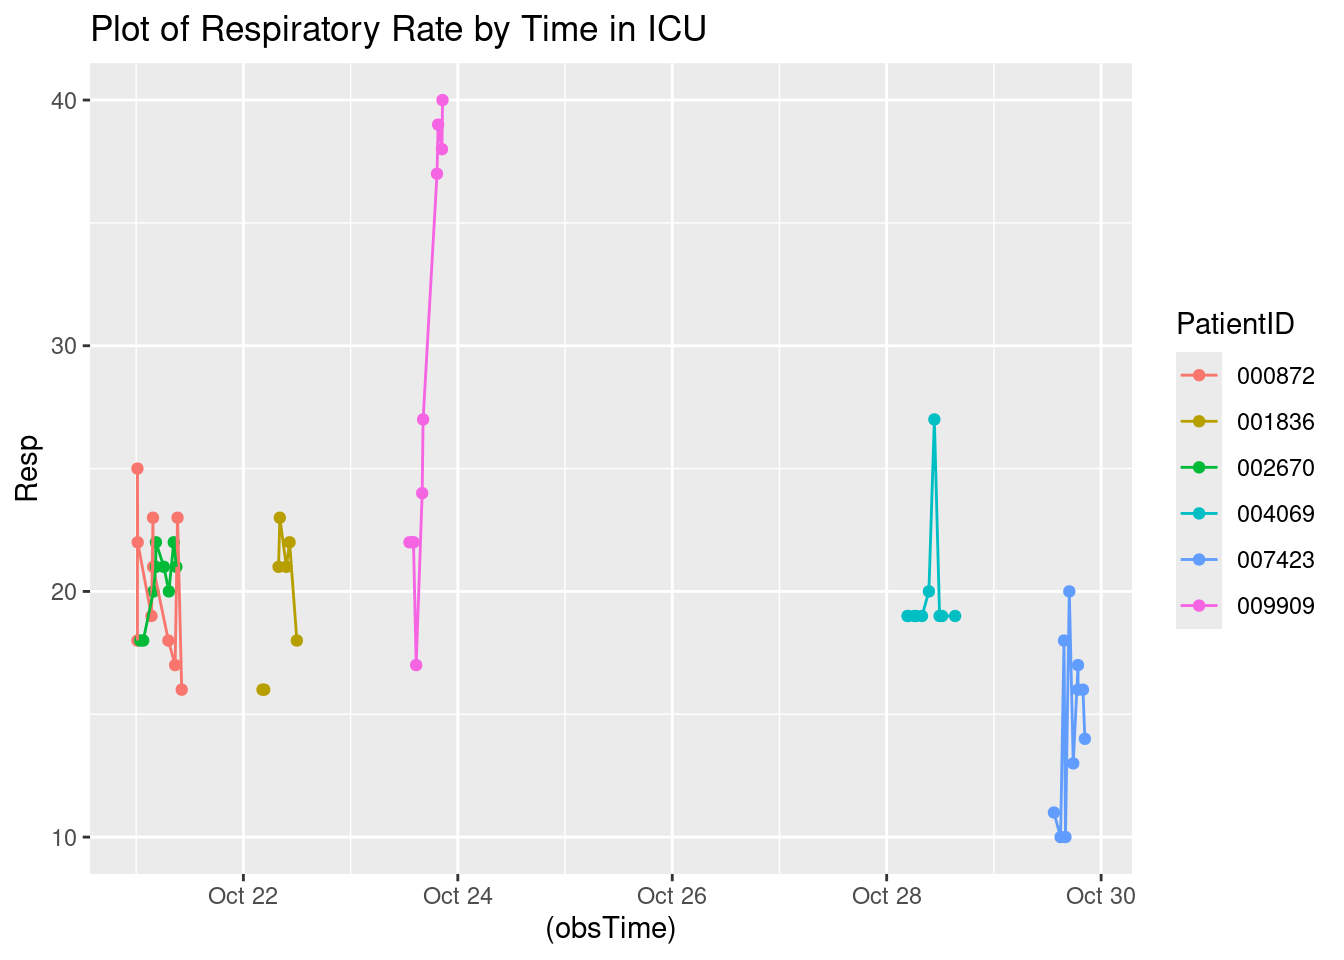 Plot of Respiratory Rate by Time in ICU
40
30
20
10
Resp
Oct 22 Oct 24 Oct 26 Oct 28 Oct 30
(obsTime)
PatientID
000872
001836
002670
004069
007423
009909